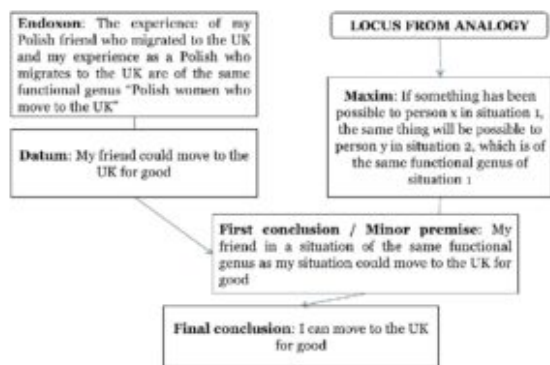 Endoxon: The experience of my
Polish friend who migrated to the UK
and my experience as a Polish who
migrates to the UK are of the same
functional genus "Polish women who
move to the UK"
Datum: My friend could move to the
UK for good
LOCUS FROM ANALOGY
Maxim: If something has been
possible to person x in situation 1,
the same thing will be possible to
person y in situation 2, which is of
the same functional genus of
situation 1
First conclusion / Minor premise: My
friend in a situation of the same functional
genus as my situation could move to the UK for
good
Final conclusion: I can move to the UK
for good